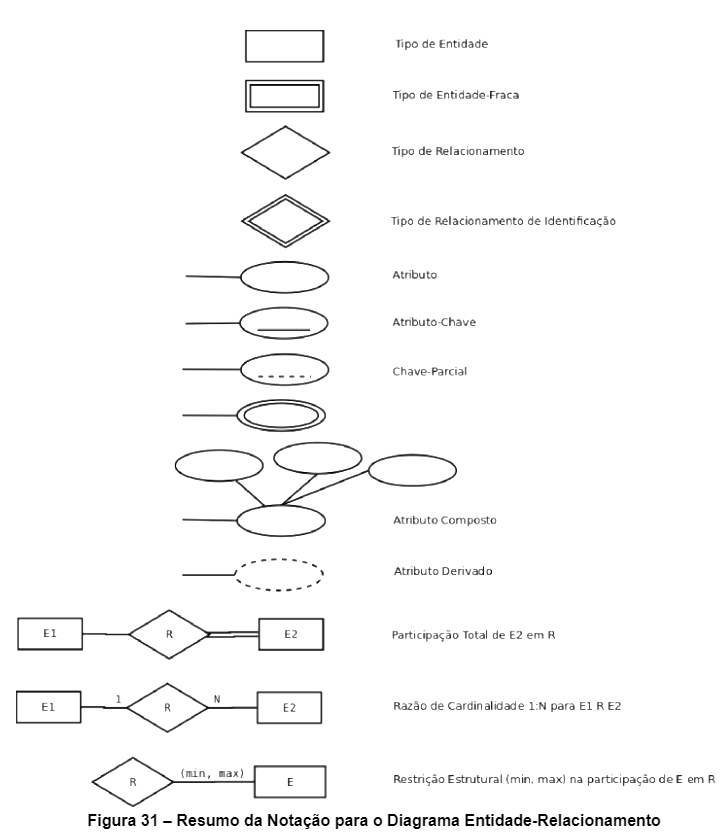 Tipo de Entidade
Tipo de Entidade-Fraca
Tipo de Relacionamento
Tipo de Relacionamento de Identificação
Atributo
Atributo-Chave
Chave-Parcial
Atributo Composto
Atributo Derivado
E1 R E2 Participação Total de E2 em R
E1 1 R N E2 Razão de Cardinalidade 1:N para E1 R E2
R (min, max) E Restrição Estrutural (min, max) na participação de E em R
Figura 31 – Resumo da Notação para o Diagrama Entidade-Relacionamento